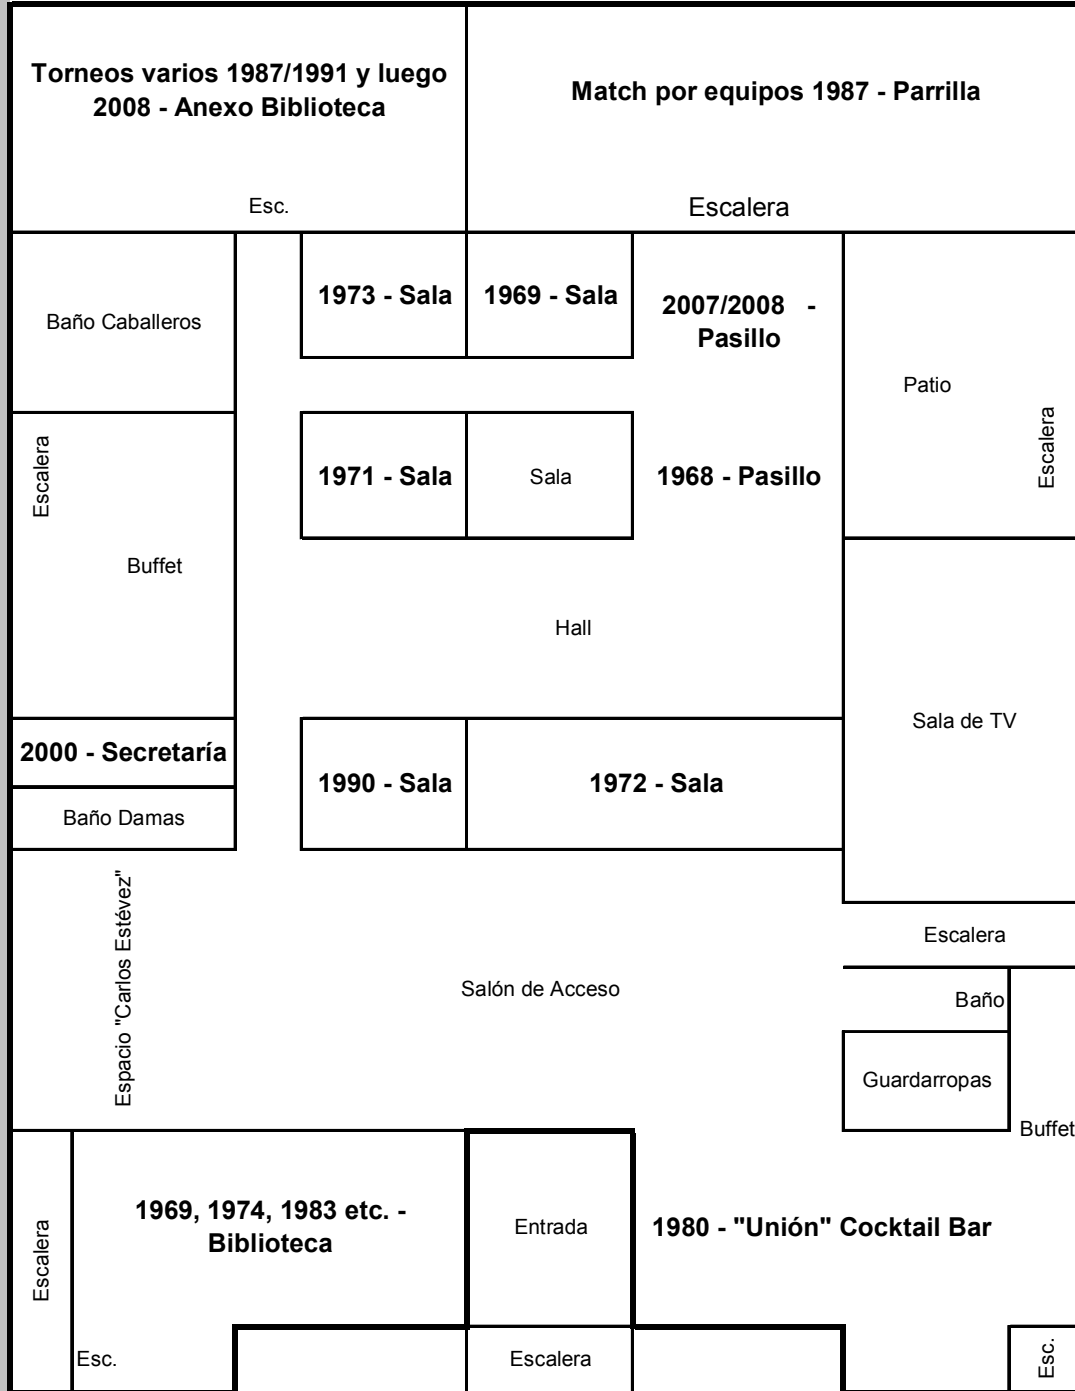 Torneos varios 1987/1991 y luego
2008 - Anexo Biblioteca
Match por equipos 1987 - Parrilla
Esc.
Escalera
Baño Caballeros
1973 - Sala
1969 - Sala
2007/2008 -
Pasillo
Patio
Escalera
Escalera
1971 - Sala
Sala
1968 - Pasillo
Buffet
Hall
Sala de TV
2000 - Secretaría
Baño Damas
1990 - Sala
1972 - Sala
Espacio "Carlos Estévez"
Salón de Acceso
Escalera
Baño
Guardarropas
Buffet
Escalera
1969, 1974, 1983 etc. -
Biblioteca
Entrada
1980 - "Unión" Cocktail Bar
Esc.
Escalera
Esc.